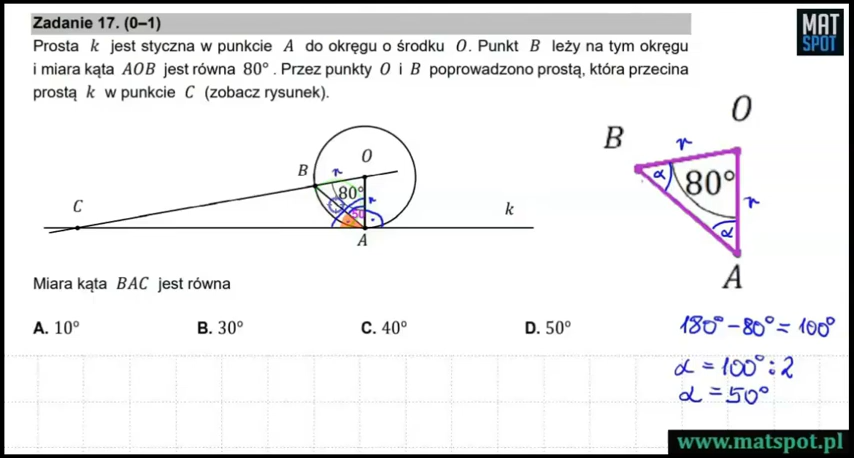 Zadanie 17. (0–1)
MAT
SPOT
Prosta k jest styczna w punkcie A do okręgu o środku O. Punkt B leży na tym okręgu
i miara kąta AOB jest równa 80°. Przez punkty O i B poprowadzono prostą, która przecina
prostą k w punkcie C (zobacz rysunek).
O
B
r
80°
r
50
C
A
k
O
B
r
α
80°
r
α
A
Miara kąta BAC jest równa
A. 10°
B. 30°
C. 40°
D. 50°
180° - 80° = 100°
α = 100° : 2
α = 50°
www.matspot.pl